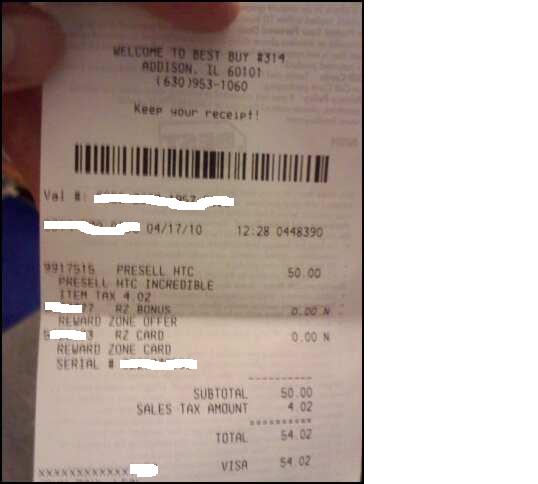 WELCOME TO BEST BUY #314
ADDISON, IL 60101
(630)953-1060
Keep your receipt!
Val #:
04/17/10 12:28 0448390
9917515 PRESELL HTC 50.00
PRESELL HTC INCREDIBLE
ITEM TAX 4.02
RZ BONUS 0.00 N
REWARD ZONE OFFER
RZ CARD 0.00 N
REWARD ZONE CARD
SERIAL #
SUBTOTAL 50.00
SALES TAX AMOUNT 4.02
TOTAL 54.02
XXXXXXXXXXXX VISA 54.02